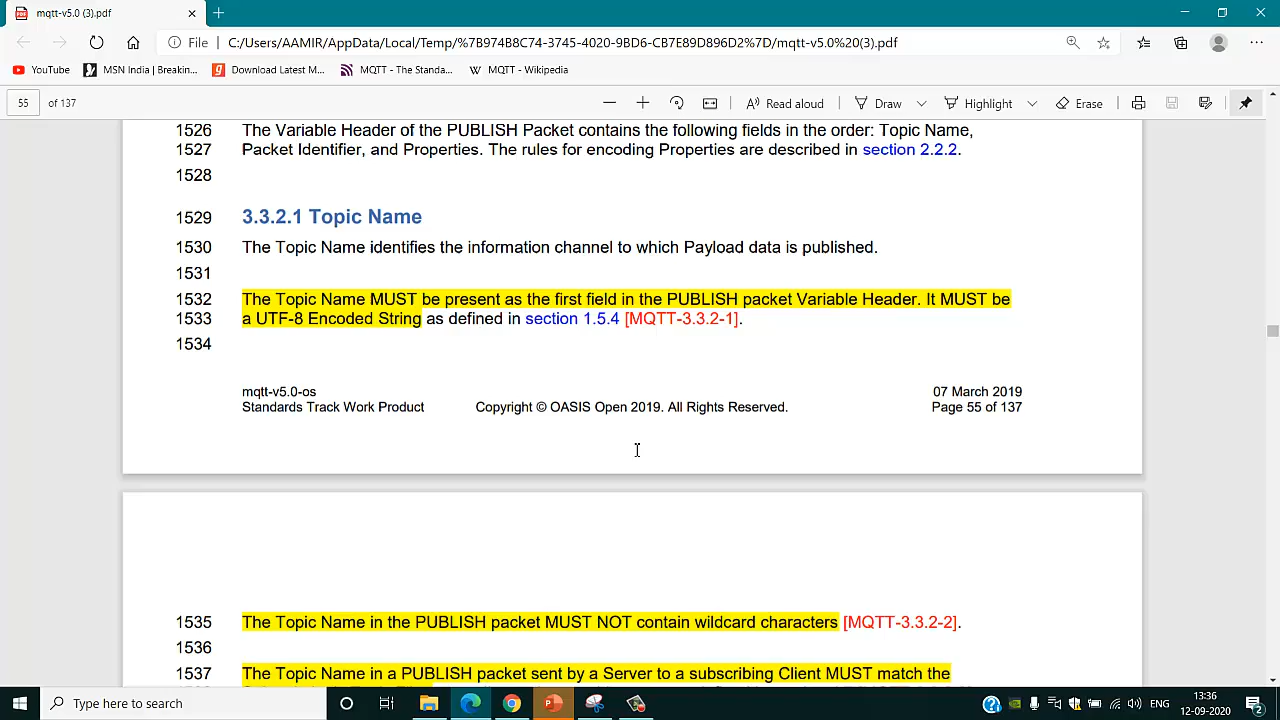 mqtt-v5.0 (3).pdf
File
C:/Users/AAMIR/AppData/Local/Temp/%7B974B8C74-3745-4020-9BD6-CB7E89D896D2%7D/mqtt-v5.0%20(3).pdf
YouTube
MSN India | Breakin...
Download Latest M...
MQTT - The Standa...
MQTT - Wikipedia
55 of 137
Read aloud
Draw
Highlight
Erase
1526 The Variable Header of the PUBLISH Packet contains the following fields in the order: Topic Name,
1527 Packet Identifier, and Properties. The rules for encoding Properties are described in section 2.2.2.
1528
1529 3.3.2.1 Topic Name
1530 The Topic Name identifies the information channel to which Payload data is published.
1531
1532 The Topic Name MUST be present as the first field in the PUBLISH packet Variable Header. It MUST be
1533 a UTF-8 Encoded String as defined in section 1.5.4 [MQTT-3.3.2-1].
1534
mqtt-v5.0-os 07 March 2019
Standards Track Work Product Copyright © OASIS Open 2019. All Rights Reserved. Page 55 of 137
1535 The Topic Name in the PUBLISH packet MUST NOT contain wildcard characters [MQTT-3.3.2-2].
1536
1537 The Topic Name in a PUBLISH packet sent by a Server to a subscribing Client MUST match the
Type here to search
ENG
13:36
12-09-2020
2